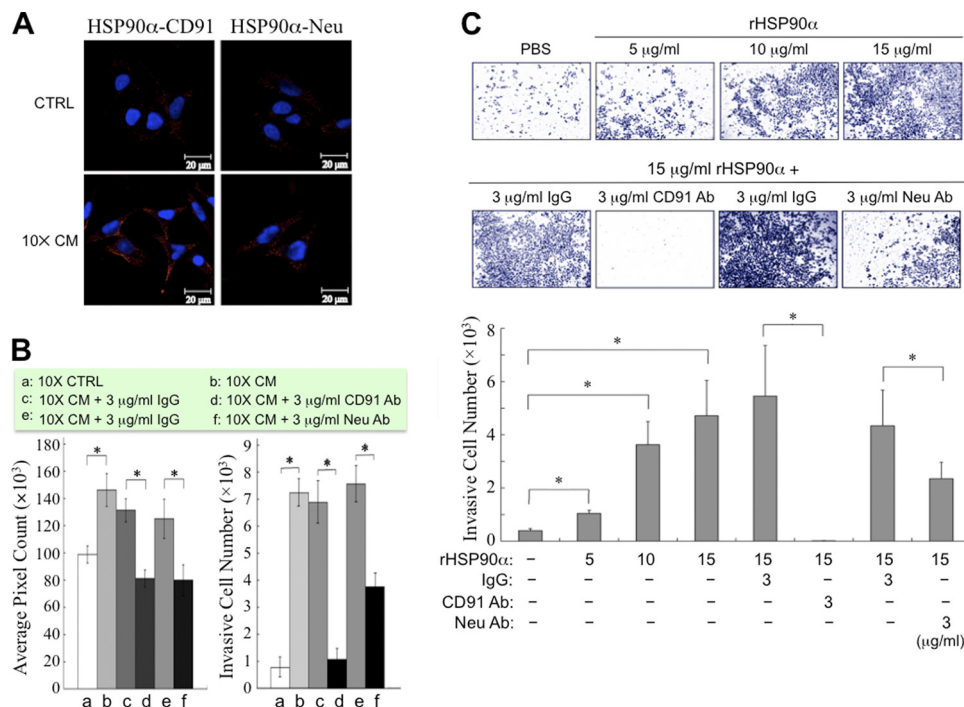 A
HSP90α-CD91 HSP90α-Neu
CTRL
20 μm 20 μm
10X CM
20 μm 20 μm
B
a: 10X CTRL b: 10X CM
c: 10X CM + 3 μg/ml IgG d: 10X CM + 3 μg/ml CD91 Ab
e: 10X CM + 3 μg/ml IgG f: 10X CM + 3 μg/ml Neu Ab
Average Pixel Count (×10³)
180
160
140
120
100
80
60
40
20
0
* * *
a b c d e f
Invasive Cell Number (×10³)
9
8
7
6
5
4
3
2
1
0
* * *
a b c d e f
C
rHSP90α
PBS 5 μg/ml 10 μg/ml 15 μg/ml
15 μg/ml rHSP90α +
3 μg/ml IgG 3 μg/ml CD91 Ab 3 μg/ml IgG 3 μg/ml Neu Ab
Invasive Cell Number (×10³)
8
6
4
2
0
* * * * *
rHSP90α: – 5 10 15 15 15 15 15
IgG: – – – – 3 – 3 –
CD91 Ab: – – – – – 3 – –
Neu Ab: – – – – – – – 3
(μg/ml)